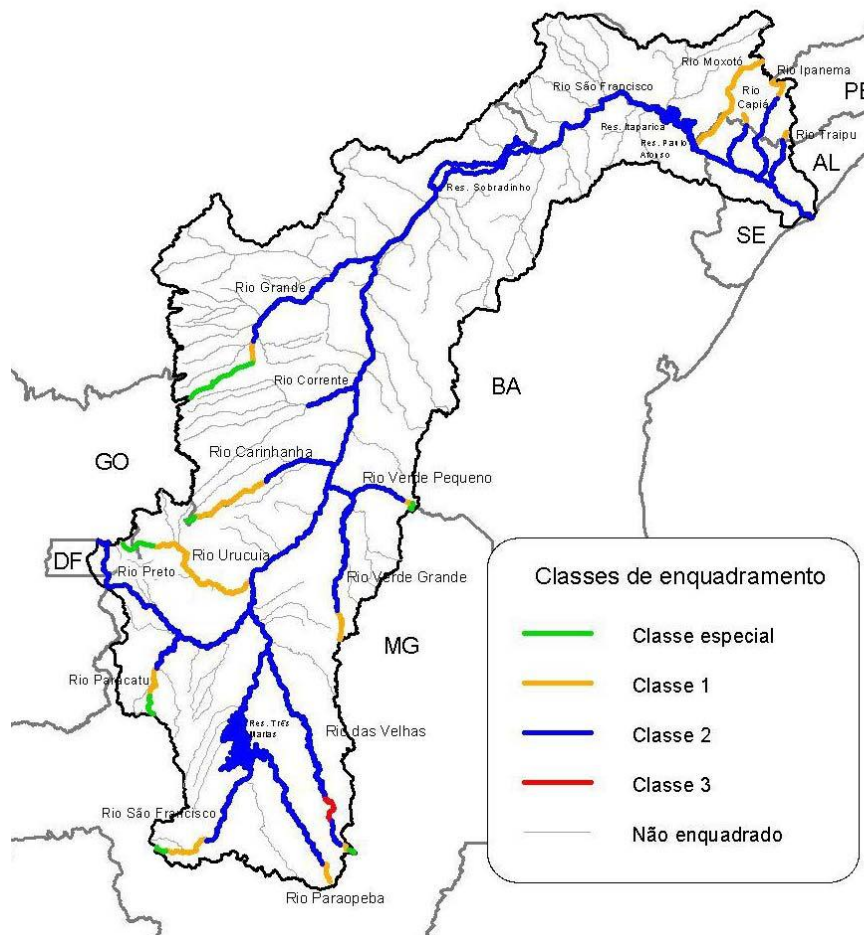 Rio Moxotó
Rio Ipanema
PE
Rio São Francisco
Rio
Capiá
Res. Itaparica
Rio Traipu
Res. Paulo
Afonso
AL
Res. Sobradinho
SE
Rio Grande
Rio Corrente
BA
Rio Carinhanha
GO
Rio Verde Pequeno
Rio Urucuia
DF
Rio Preto
Rio Verde Grande
MG
Rio Paracatu
Res. Três
Marias
Rio das Velhas
Rio São Francisco
Rio Paraopeba
Classes de enquadramento
Classe especial
Classe 1
Classe 2
Classe 3
Não enquadrado